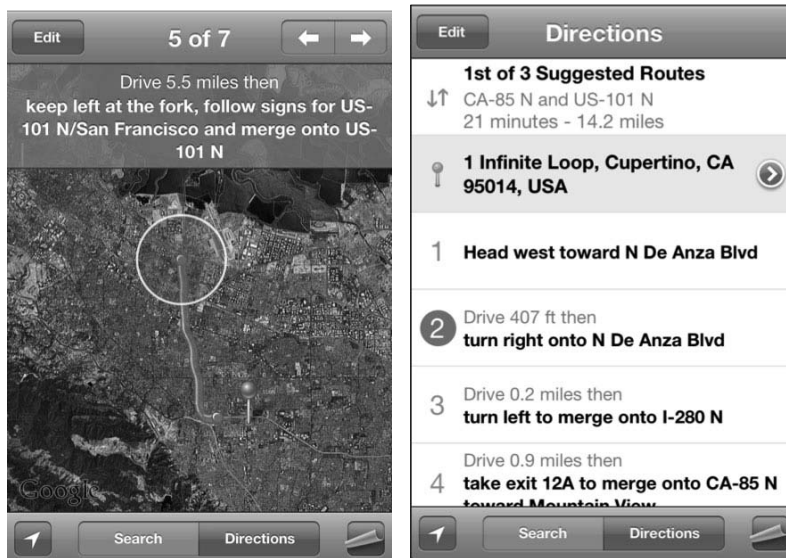 Edit
5 of 7
Drive 5.5 miles then
keep left at the fork, follow signs for US-
101 N/San Francisco and merge onto US-
101 N
Google
Search
Directions
Edit
Directions
1st of 3 Suggested Routes
CA-85 N and US-101 N
21 minutes - 14.2 miles
1 Infinite Loop, Cupertino, CA
95014, USA
1
Head west toward N De Anza Blvd
2
Drive 407 ft then
turn right onto N De Anza Blvd
3
Drive 0.2 miles then
turn left to merge onto I-280 N
4
Drive 0.9 miles then
take exit 12A to merge onto CA-85 N
toward Mountain View
Search
Directions